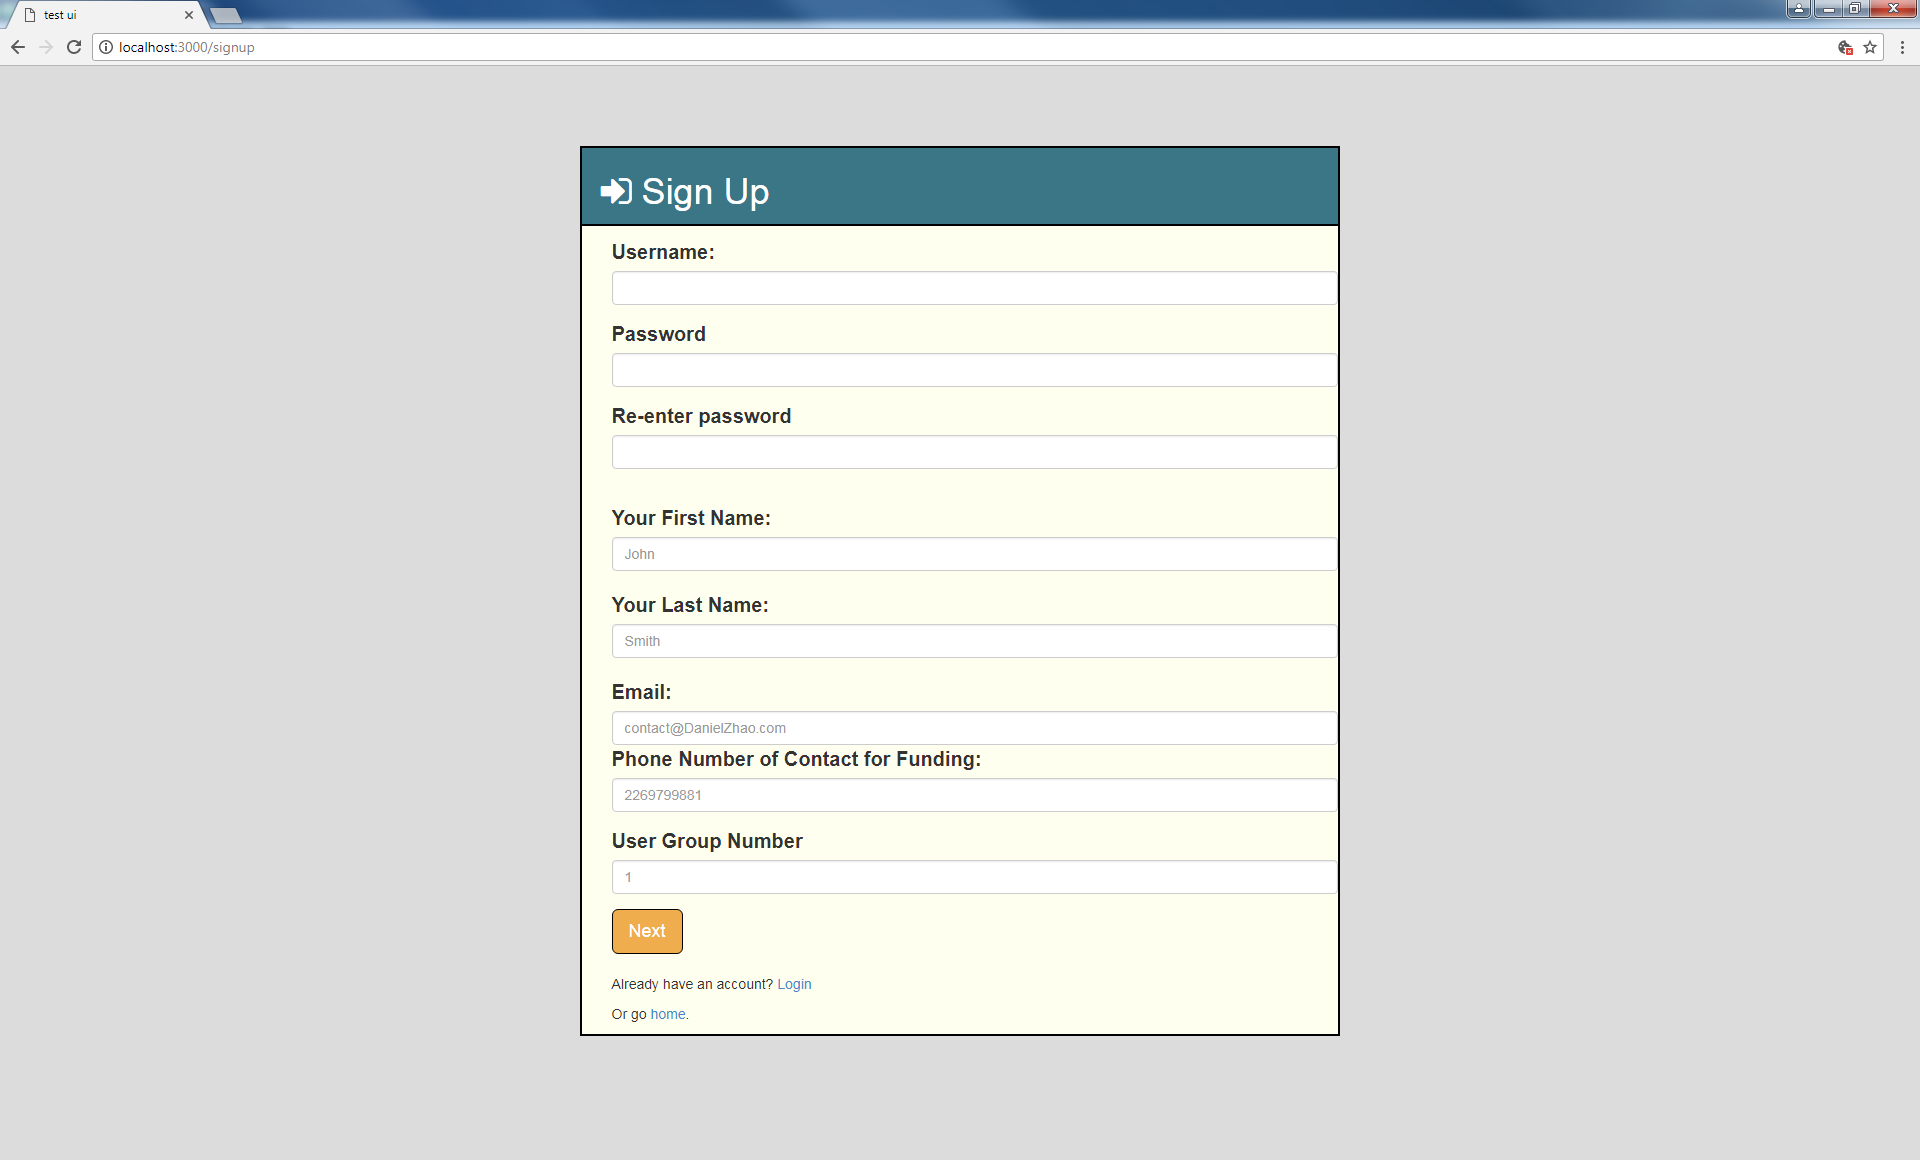 test ui
localhost:3000/signup
Sign Up
Username:
Password
Re-enter password
Your First Name:
John
Your Last Name:
Smith
Email:
contact@DanielZhao.com
Phone Number of Contact for Funding:
2269799881
User Group Number
1
Next
Already have an account? Login
Or go home.